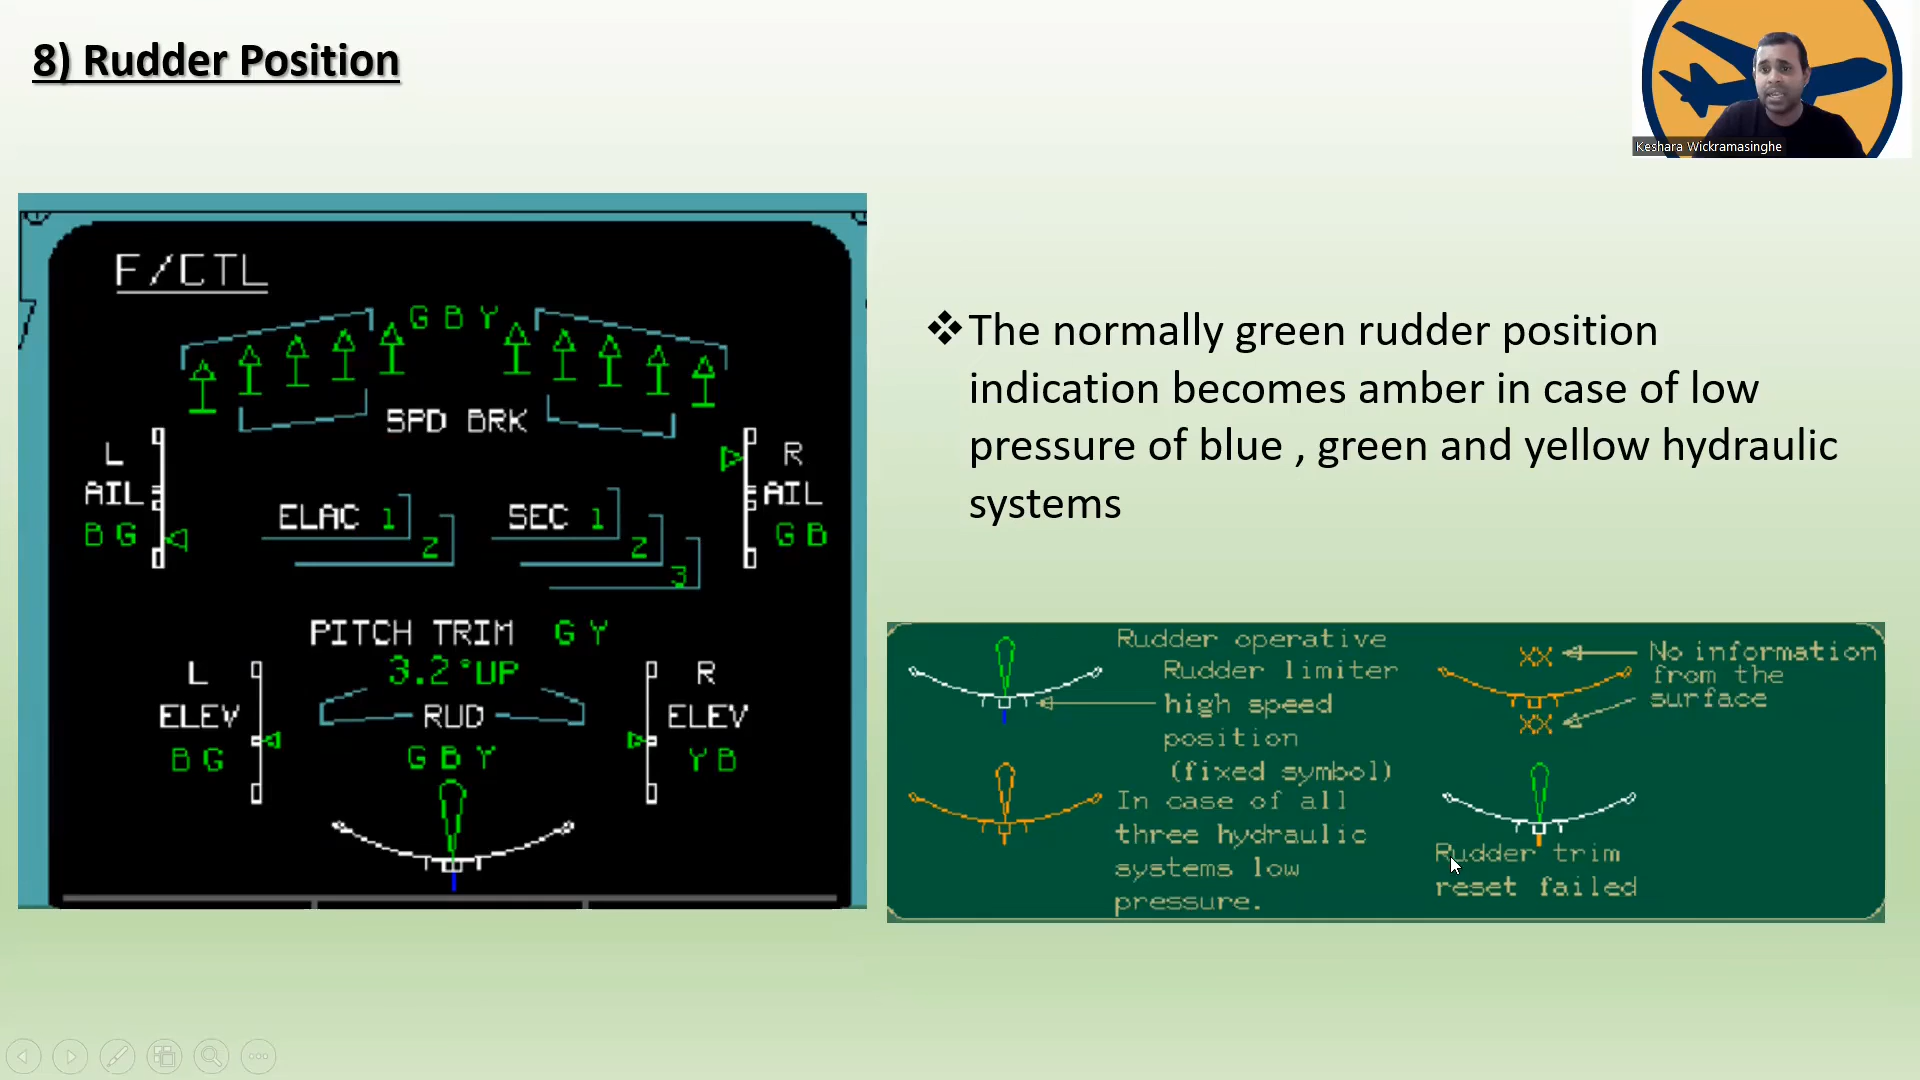 8) Rudder Position
Keshara Wickramasinghe
F/CTL
G B Y
SPD BRK
L
AIL
B G
R
AIL
G B
ELAC 1
2
SEC 1
2
3
PITCH TRIM G Y
3.2°UP
L
ELEV
B G
RUD
G B Y
R
ELEV
Y B
The normally green rudder position
indication becomes amber in case of low
pressure of blue , green and yellow hydraulic
systems
Rudder operative
Rudder limiter
high speed
position
(fixed symbol)
XX
No information
from the
surface
XX
In case of all
three hydraulic
systems low
pressure.
Rudder trim
reset failed